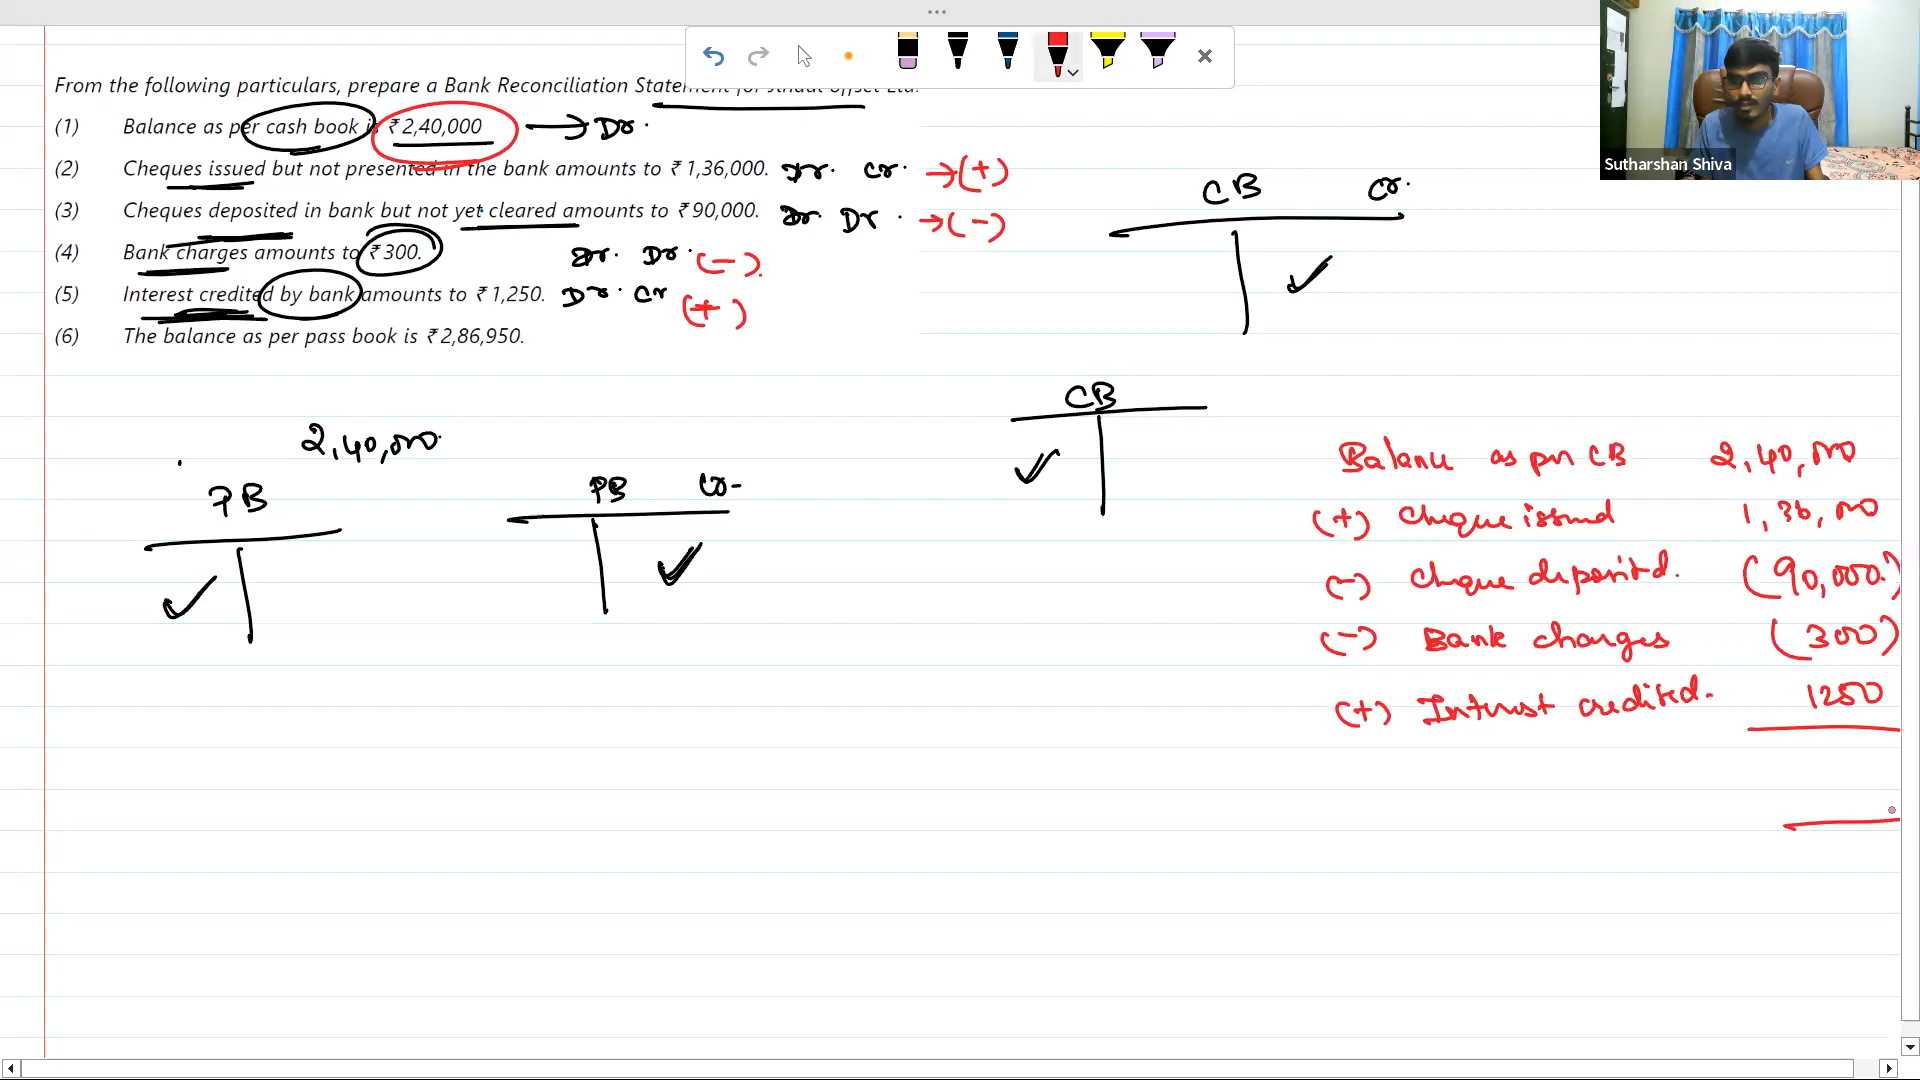 From the following particulars, prepare a Bank Reconciliation Statement for Jindal offset Ltd.
(1) Balance as per cash book is ₹ 2,40,000 → Dr.
(2) Cheques issued but not presented in the bank amounts to ₹ 1,36,000. Dr. Cr. → (+)
(3) Cheques deposited in bank but not yet cleared amounts to ₹ 90,000. Dr. Dr. → (-)
(4) Bank charges amounts to ₹ 300. Dr. Dr. (-)
(5) Interest credited by bank amounts to ₹ 1,250. Dr. Cr (+)
(6) The balance as per pass book is ₹ 2,86,950.
Sutharshan Shiva
CB Cr.
CB
2,40,000
PB
PB Cr
Balance as per CB 2,40,000
(+) Cheque issued 1,36,000
(-) Cheque deposited. (90,000)
(-) Bank charges (300)
(+) Interest credited. 1250